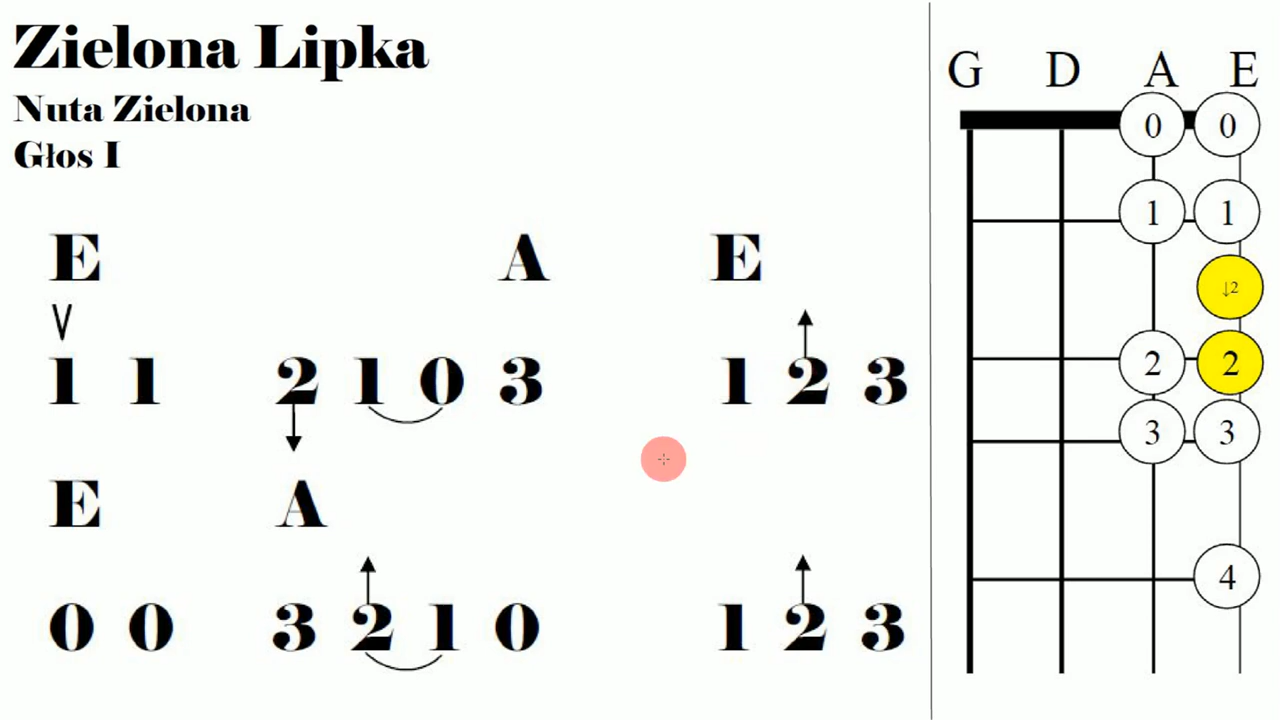 Zielona Lipka
Nuta Zielona
Głos I
E A E
V
1 1 2 1 0 3 1 2 3
E A
0 0 3 2 1 0 1 2 3
G D A E
0 0
1 1
↓2
2 2
3 3
4